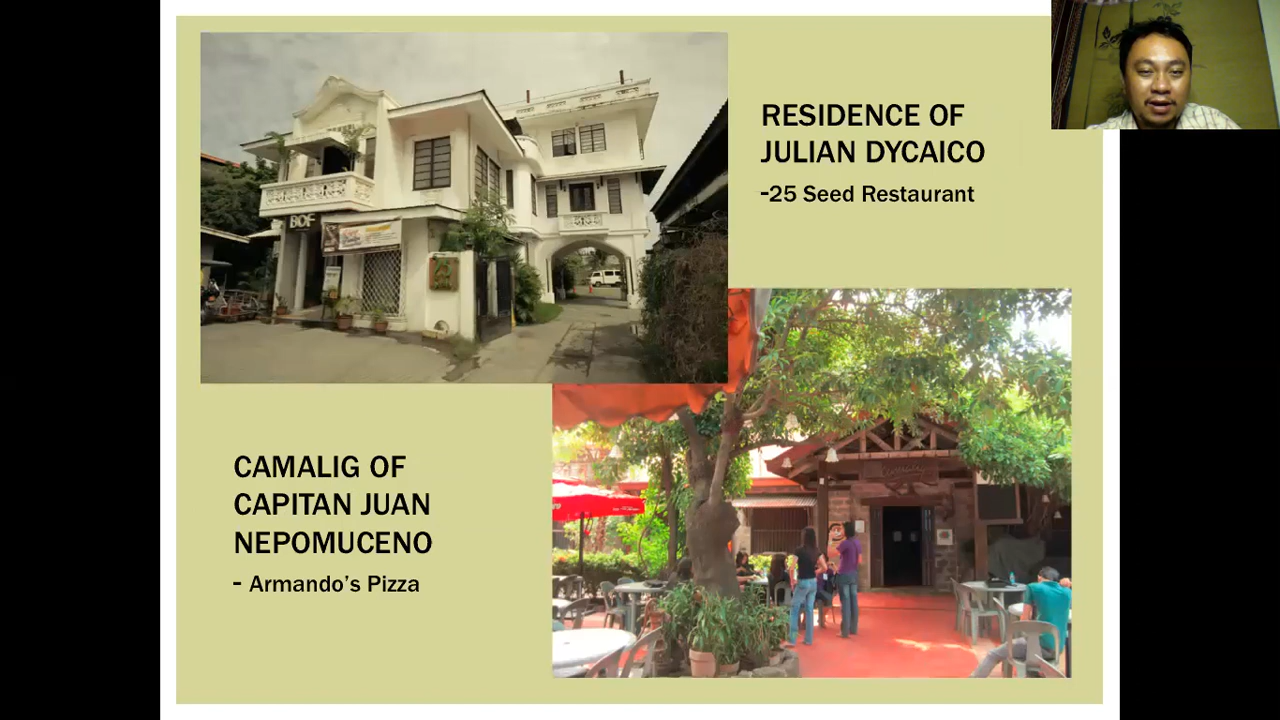 RESIDENCE OF
JULIAN DYCAICO
-25 Seed Restaurant
BDF
CAMALIG OF
CAPITAN JUAN
NEPOMUCENO
- Armando's Pizza